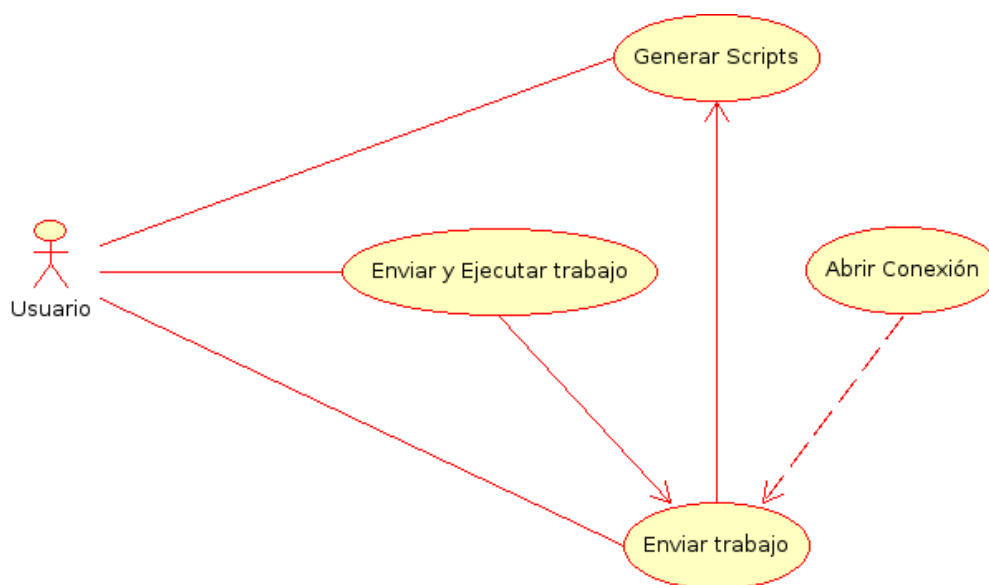 Generar Scripts
Enviar y Ejecutar trabajo
Abrir Conexión
Usuario
Enviar trabajo